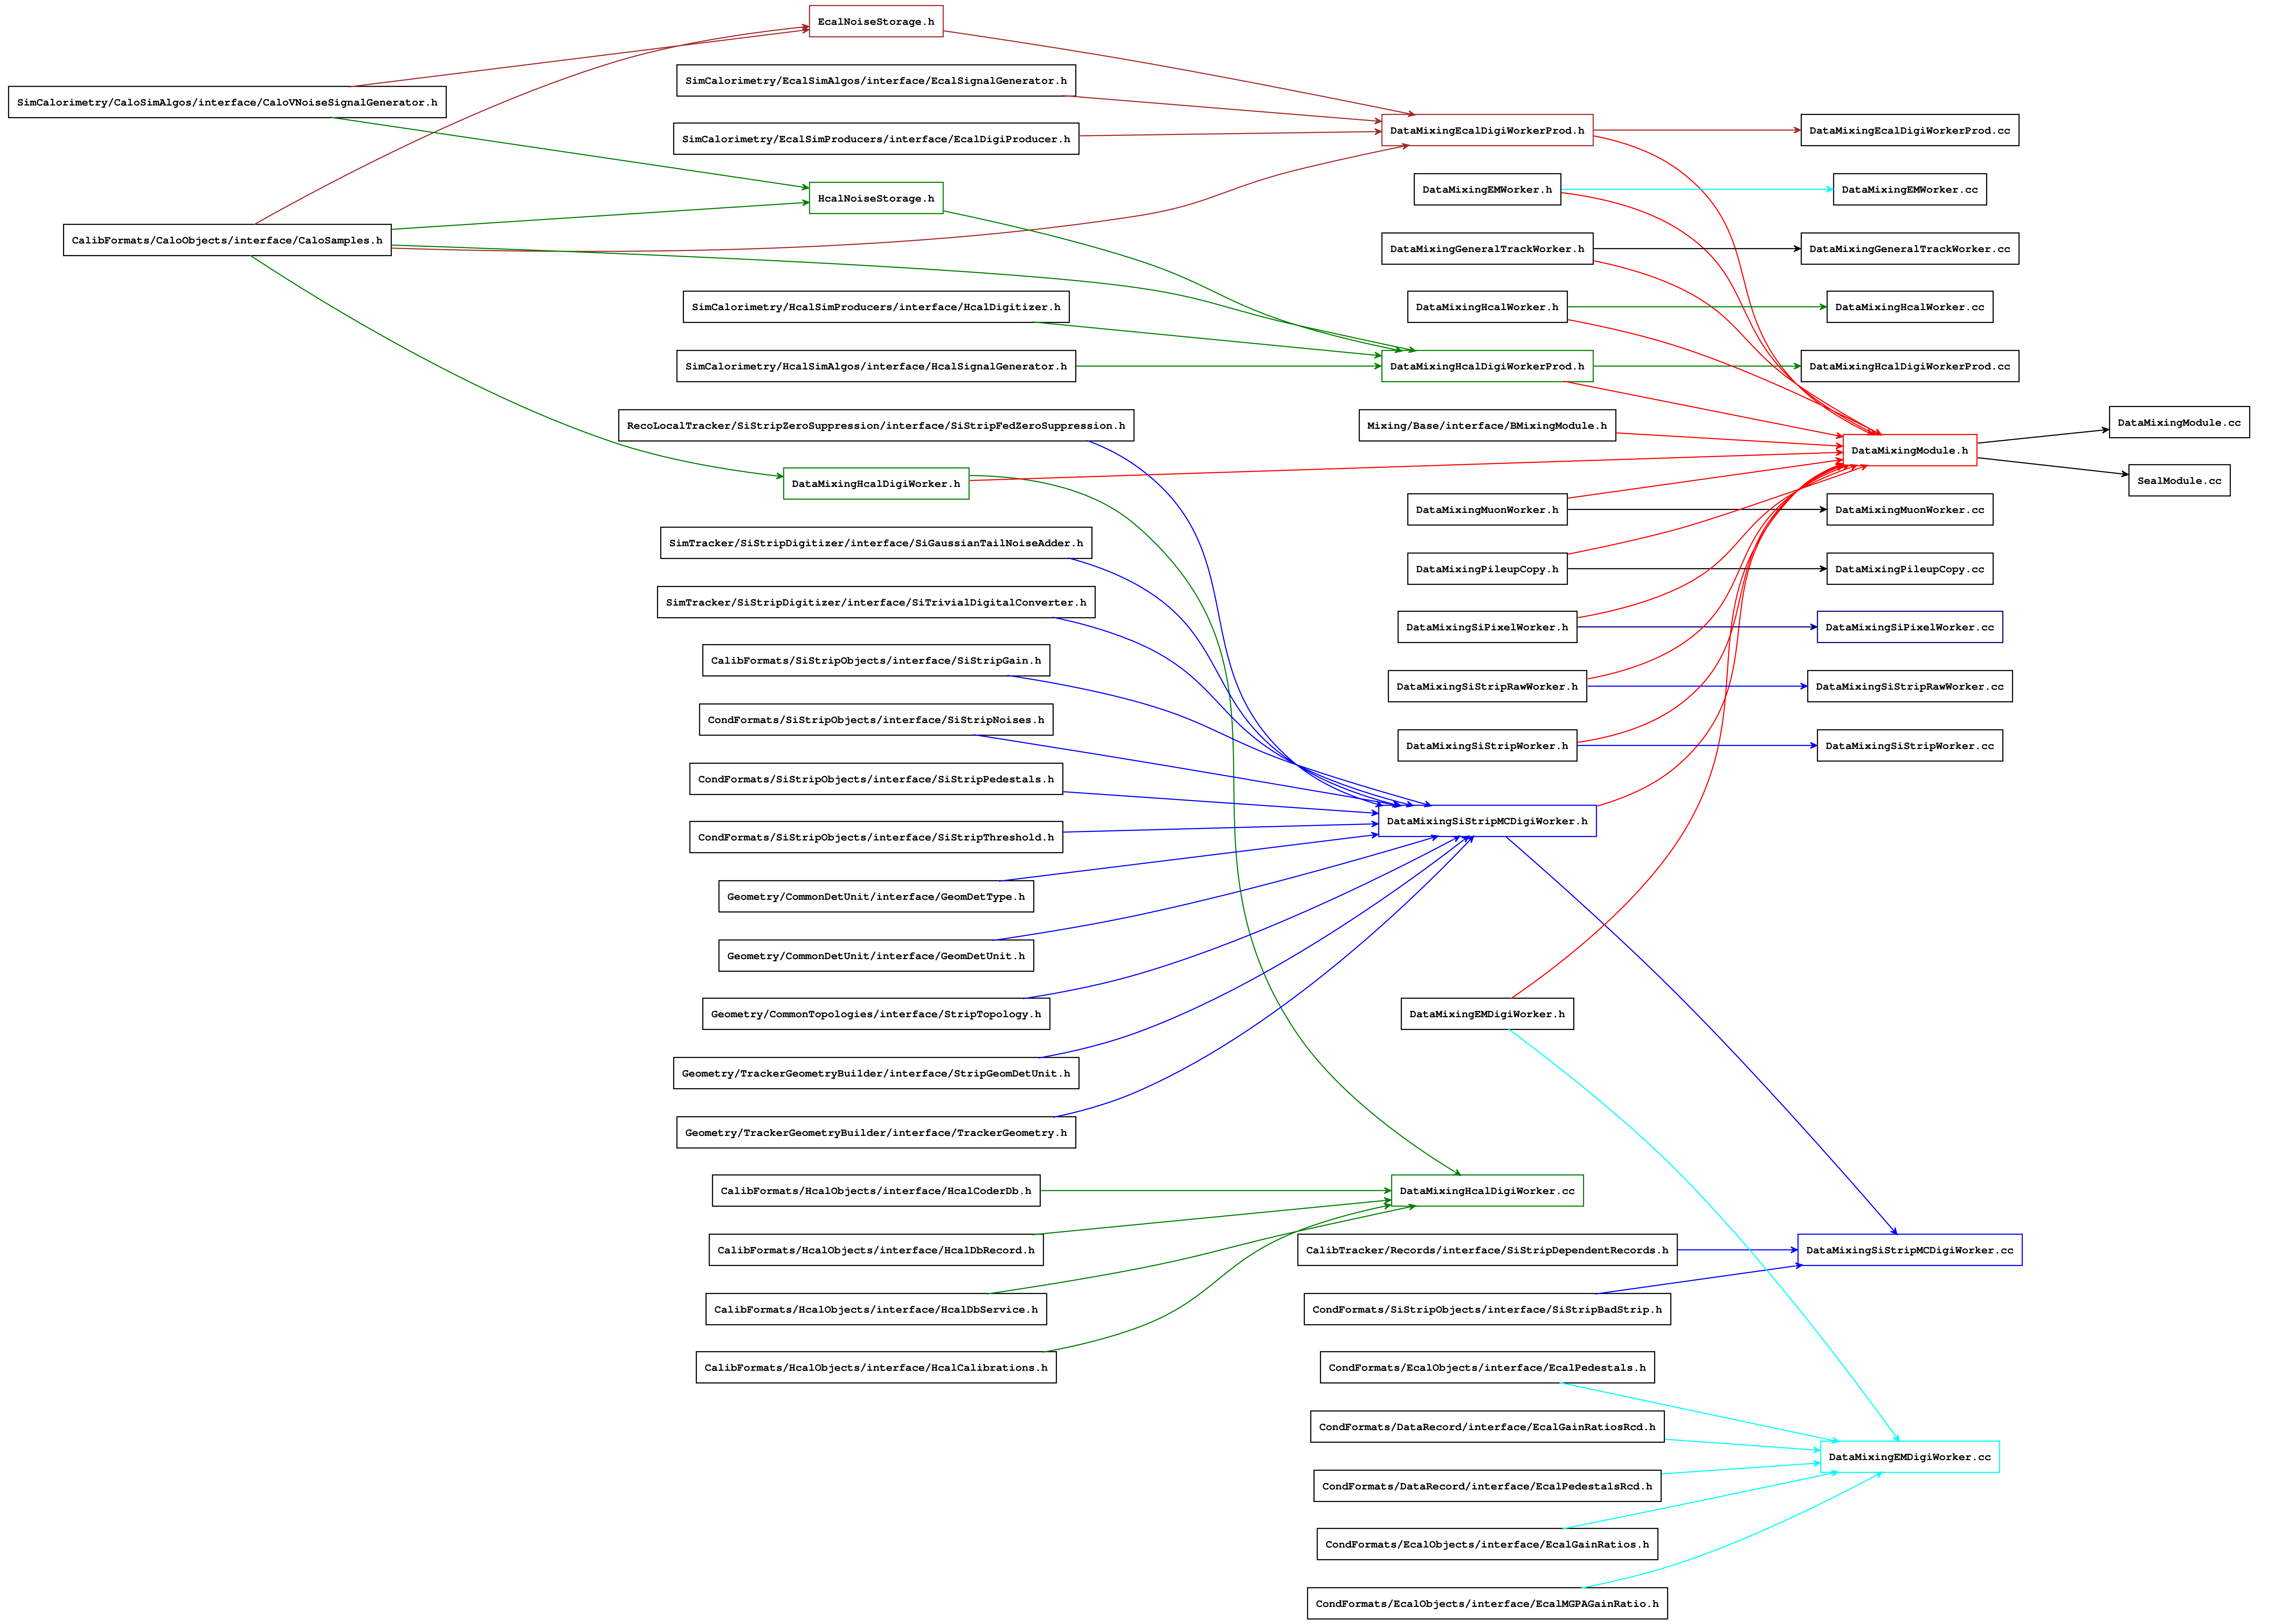 EcalNoiseStorage.h
SimCalorimetry/EcalSimAlgos/interface/EcalSignalGenerator.h
SimCalorimetry/CaloSimAlgos/interface/CaloVNoiseSignalGenerator.h
DataMixingEcalDigiWorkerProd.h
DataMixingEcalDigiWorkerProd.cc
SimCalorimetry/EcalSimProducers/interface/EcalDigiProducer.h
DataMixingEMWorker.h
DataMixingEMWorker.cc
HcalNoiseStorage.h
CalibFormats/CaloObjects/interface/CaloSamples.h
DataMixingGeneralTrackWorker.h
DataMixingGeneralTrackWorker.cc
SimCalorimetry/HcalSimProducers/interface/HcalDigitizer.h
DataMixingHcalWorker.h
DataMixingHcalWorker.cc
SimCalorimetry/HcalSimAlgos/interface/HcalSignalGenerator.h
DataMixingHcalDigiWorkerProd.h
DataMixingHcalDigiWorkerProd.cc
RecoLocalTracker/SiStripZeroSuppression/interface/SiStripFedZeroSuppression.h
Mixing/Base/interface/BMixingModule.h
DataMixingModule.cc
DataMixingModule.h
DataMixingHcalDigiWorker.h
SealModule.cc
DataMixingMuonWorker.h
DataMixingMuonWorker.cc
SimTracker/SiStripDigitizer/interface/SiGaussianTailNoiseAdder.h
DataMixingPileupCopy.h
DataMixingPileupCopy.cc
SimTracker/SiStripDigitizer/interface/SiTrivialDigitalConverter.h
DataMixingSiPixelWorker.h
DataMixingSiPixelWorker.cc
CalibFormats/SiStripObjects/interface/SiStripGain.h
DataMixingSiStripRawWorker.h
DataMixingSiStripRawWorker.cc
CondFormats/SiStripObjects/interface/SiStripNoises.h
DataMixingSiStripWorker.h
DataMixingSiStripWorker.cc
CondFormats/SiStripObjects/interface/SiStripPedestals.h
DataMixingSiStripMCDigiWorker.h
CondFormats/SiStripObjects/interface/SiStripThreshold.h
Geometry/CommonDetUnit/interface/GeomDetType.h
Geometry/CommonDetUnit/interface/GeomDetUnit.h
Geometry/CommonTopologies/interface/StripTopology.h
DataMixingEMDigiWorker.h
Geometry/TrackerGeometryBuilder/interface/StripGeomDetUnit.h
Geometry/TrackerGeometryBuilder/interface/TrackerGeometry.h
CalibFormats/HcalObjects/interface/HcalCoderDb.h
DataMixingHcalDigiWorker.cc
CalibFormats/HcalObjects/interface/HcalDbRecord.h
CalibTracker/Records/interface/SiStripDependentRecords.h
DataMixingSiStripMCDigiWorker.cc
CalibFormats/HcalObjects/interface/HcalDbService.h
CondFormats/SiStripObjects/interface/SiStripBadStrip.h
CalibFormats/HcalObjects/interface/HcalCalibrations.h
CondFormats/EcalObjects/interface/EcalPedestals.h
CondFormats/DataRecord/interface/EcalGainRatiosRcd.h
DataMixingEMDigiWorker.cc
CondFormats/DataRecord/interface/EcalPedestalsRcd.h
CondFormats/EcalObjects/interface/EcalGainRatios.h
CondFormats/EcalObjects/interface/EcalMGPAGainRatio.h